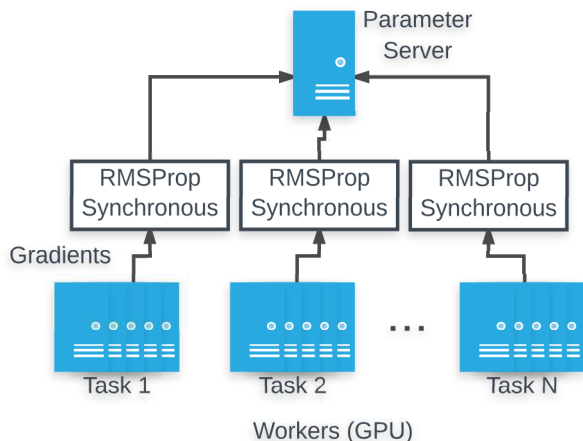 Parameter
Server
RMSProp
Synchronous
RMSProp
Synchronous
RMSProp
Synchronous
Gradients
...
Task 1
Task 2
Task N
Workers (GPU)